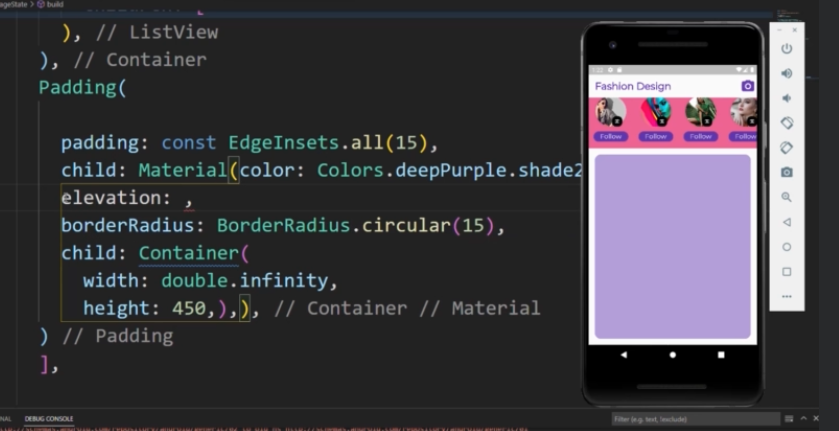 ageState > build
), // ListView
), // Container
Padding(
padding: const EdgeInsets.all(15),
child: Material(color: Colors.deepPurple.shade2
elevation: ,
borderRadius: BorderRadius.circular(15),
child: Container(
width: double.infinity,
height: 450,),), // Container // Material
) // Padding
],
Fashion Design
Follow Follow Follow Follow
NAL DEBUG CONSOLE
Filter (e.g. text, !exclude)